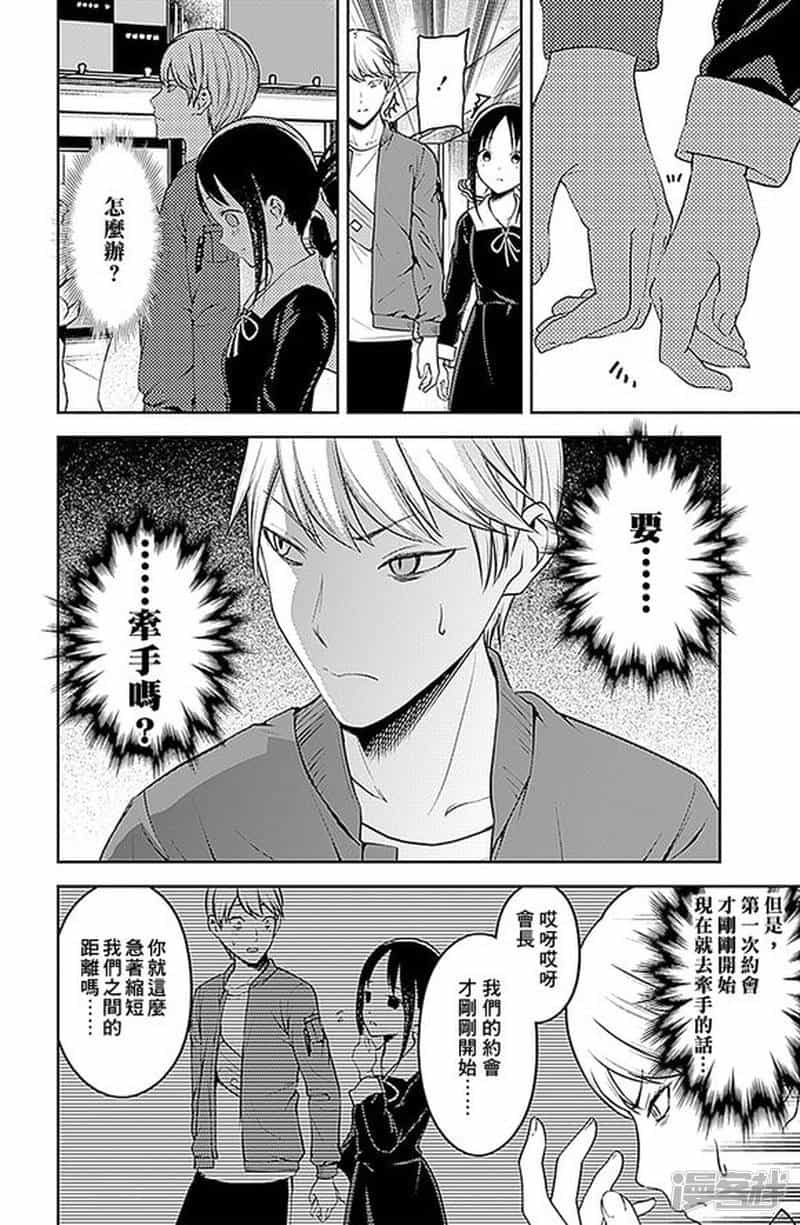 ！
怎麼辦？
要……
……牽手嗎？
但是，
第一次約會
才剛剛開始
現在就去牽手的話…
哎呀哎呀
會長
我們的約會
才剛剛開始……
你就這麼
急著縮短
我們之間的
距離嗎……
漫客栈